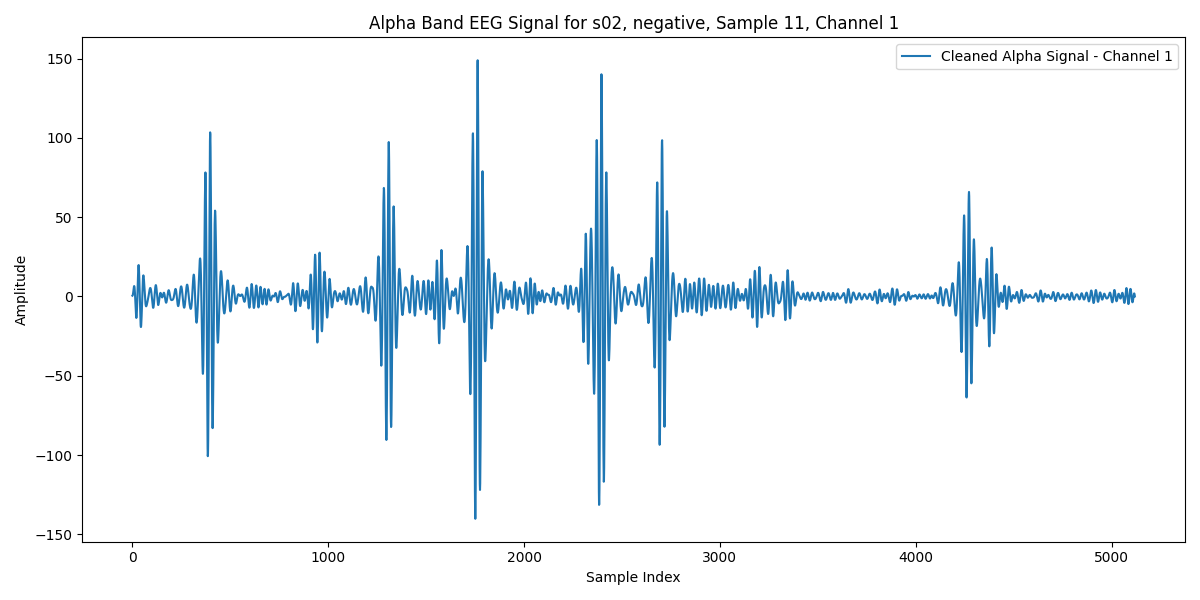 Alpha Band EEG Signal for s02, negative, Sample 11, Channel 1
Cleaned Alpha Signal - Channel 1
Amplitude
150
100
50
0
−50
−100
−150
0 1000 2000 3000 4000 5000
Sample Index